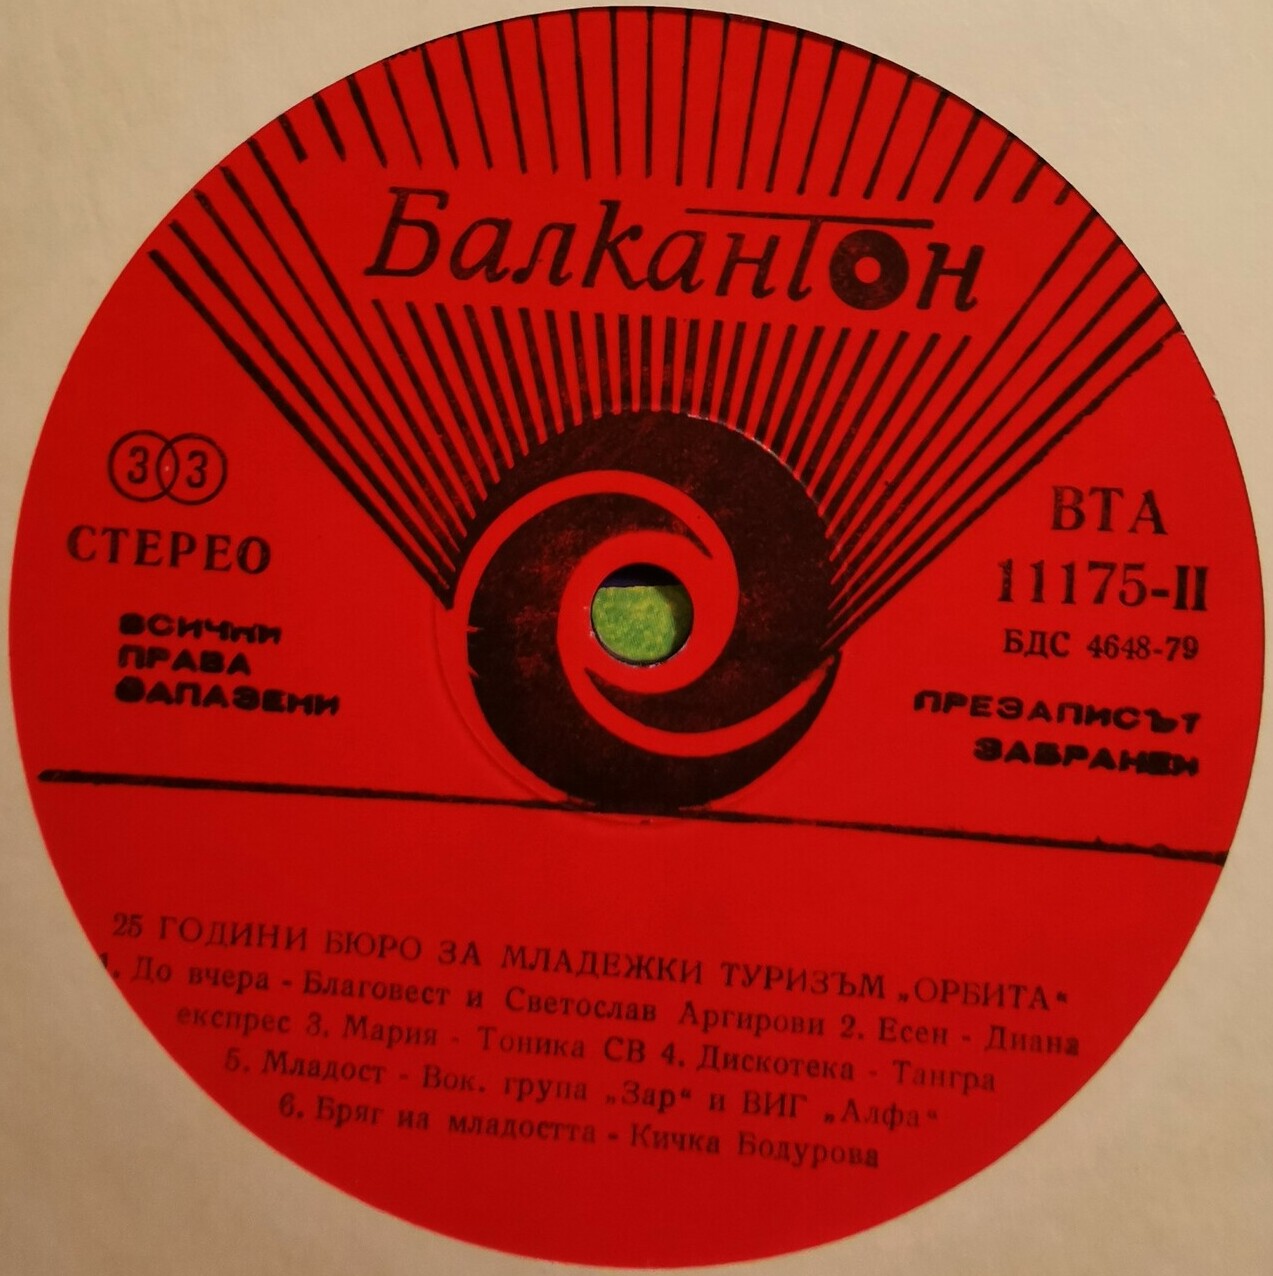 БалканТон
33
СТЕРЕО
ВСИЧКИ
ПРАВА
ЗАПАЗЕНИ
ВТА
11175-II
БДС 4648-79
ПРЕЗАПИСЪТ
ЗАБРАНЕН
25 ГОДИНИ БЮРО ЗА МЛАДЕЖКИ ТУРИЗЪМ „ОРБИТА“
1. До вчера - Благовест и Светослав Аргирови 2. Есен - Диана
експрес 3. Мария - Тоника СВ 4. Дискотека - Тангра
5. Младост - Вок. група „Зар“ и ВИГ „Алфа“
6. Бряг на младостта - Кичка Бодурова